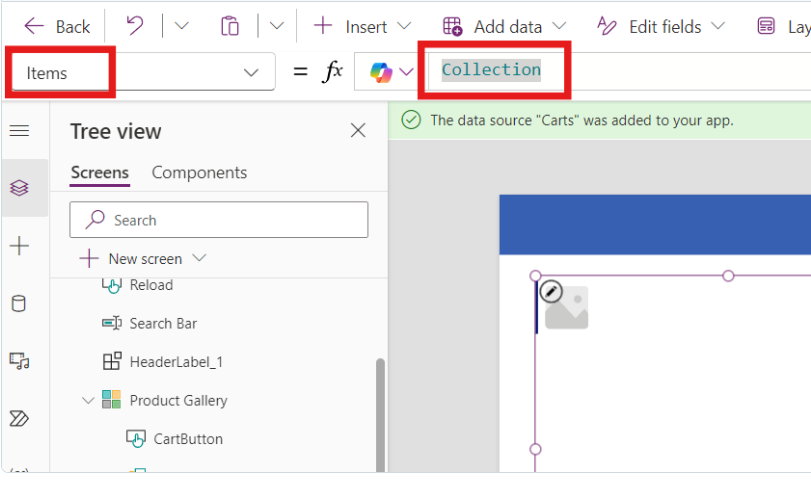 Back
Insert
Add data
Edit fields
Lay
Items
= fx
Collection
Tree view
The data source "Carts" was added to your app.
Screens
Components
Search
New screen
Reload
Search Bar
HeaderLabel_1
Product Gallery
CartButton